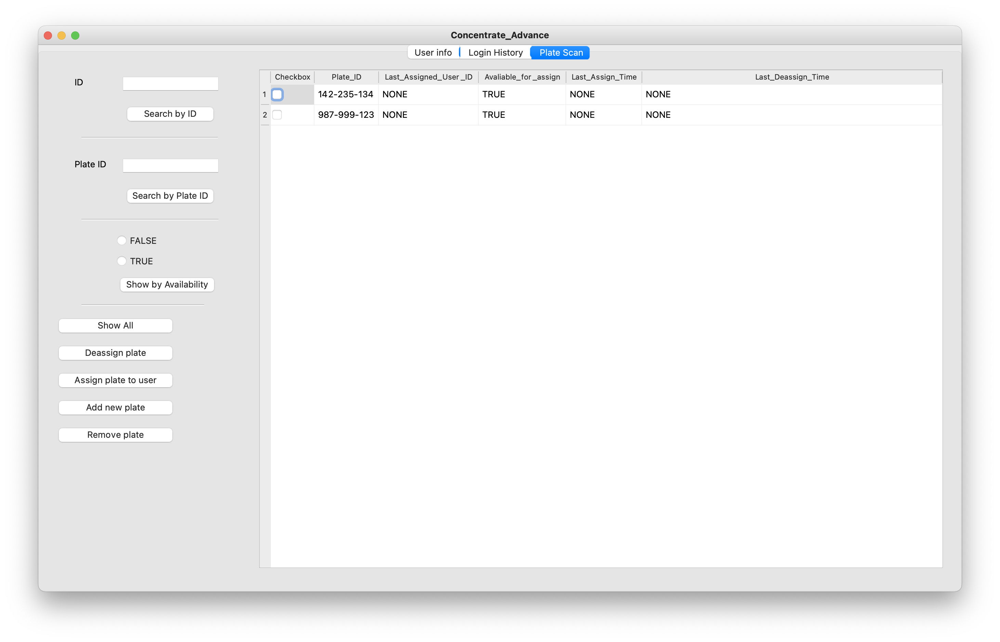 Concentrate_Advance
User info Login History Plate Scan
ID
Search by ID
Plate ID
Search by Plate ID
FALSE
TRUE
Show by Availability
Show All
Deassign plate
Assign plate to user
Add new plate
Remove plate
Checkbox Plate_ID Last_Assigned_User_ID Avaliable_for_assign Last_Assign_Time Last_Deassign_Time
1 142-235-134 NONE TRUE NONE NONE
2 987-999-123 NONE TRUE NONE NONE